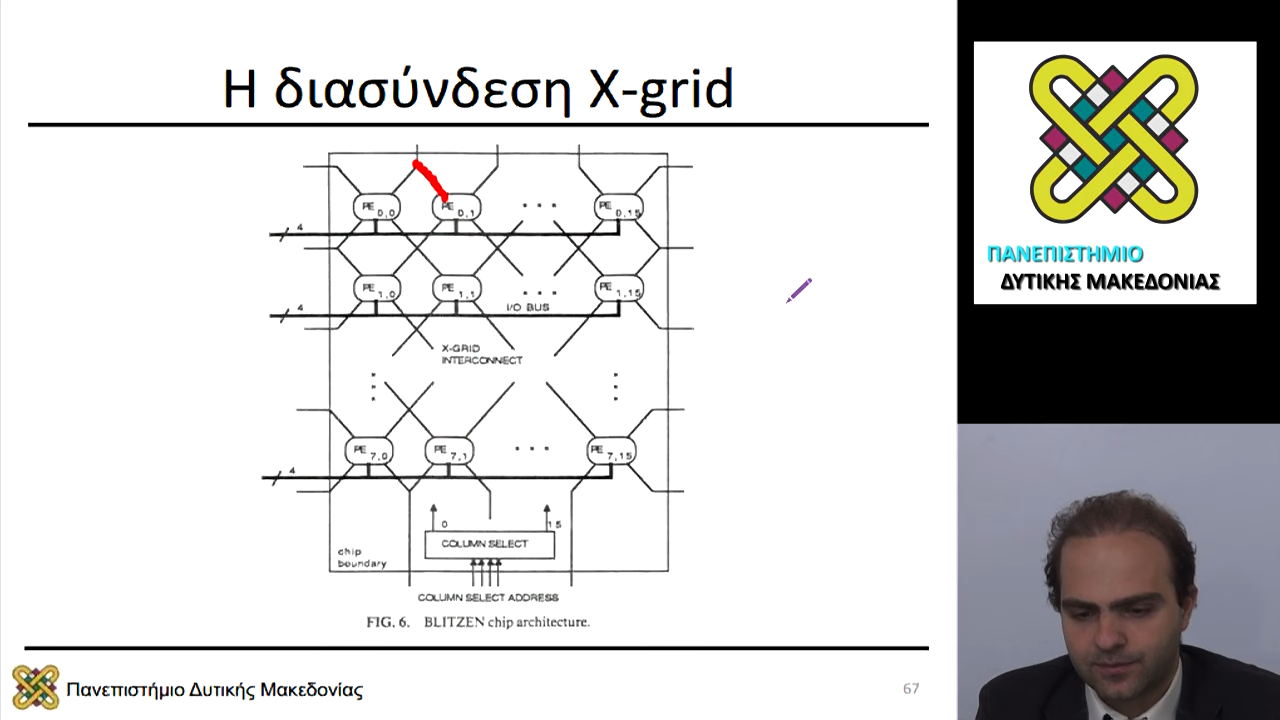 Η διασύνδεση X-grid
PE 0,0
PE 0,1
. . .
PE 0,15
4
PE 1,0
PE 1,1
. . .
PE 1,15
4
I/O BUS
X-GRID
INTERCONNECT
PE 7,0
PE 7,1
. . .
PE 7,15
4
0
15
COLUMN SELECT
chip
boundary
COLUMN SELECT ADDRESS
FIG. 6. BLITZEN chip architecture.
Πανεπιστήμιο Δυτικής Μακεδονίας
67
ΠΑΝΕΠΙΣΤΗΜΙΟ
ΔΥΤΙΚΗΣ ΜΑΚΕΔΟΝΙΑΣ